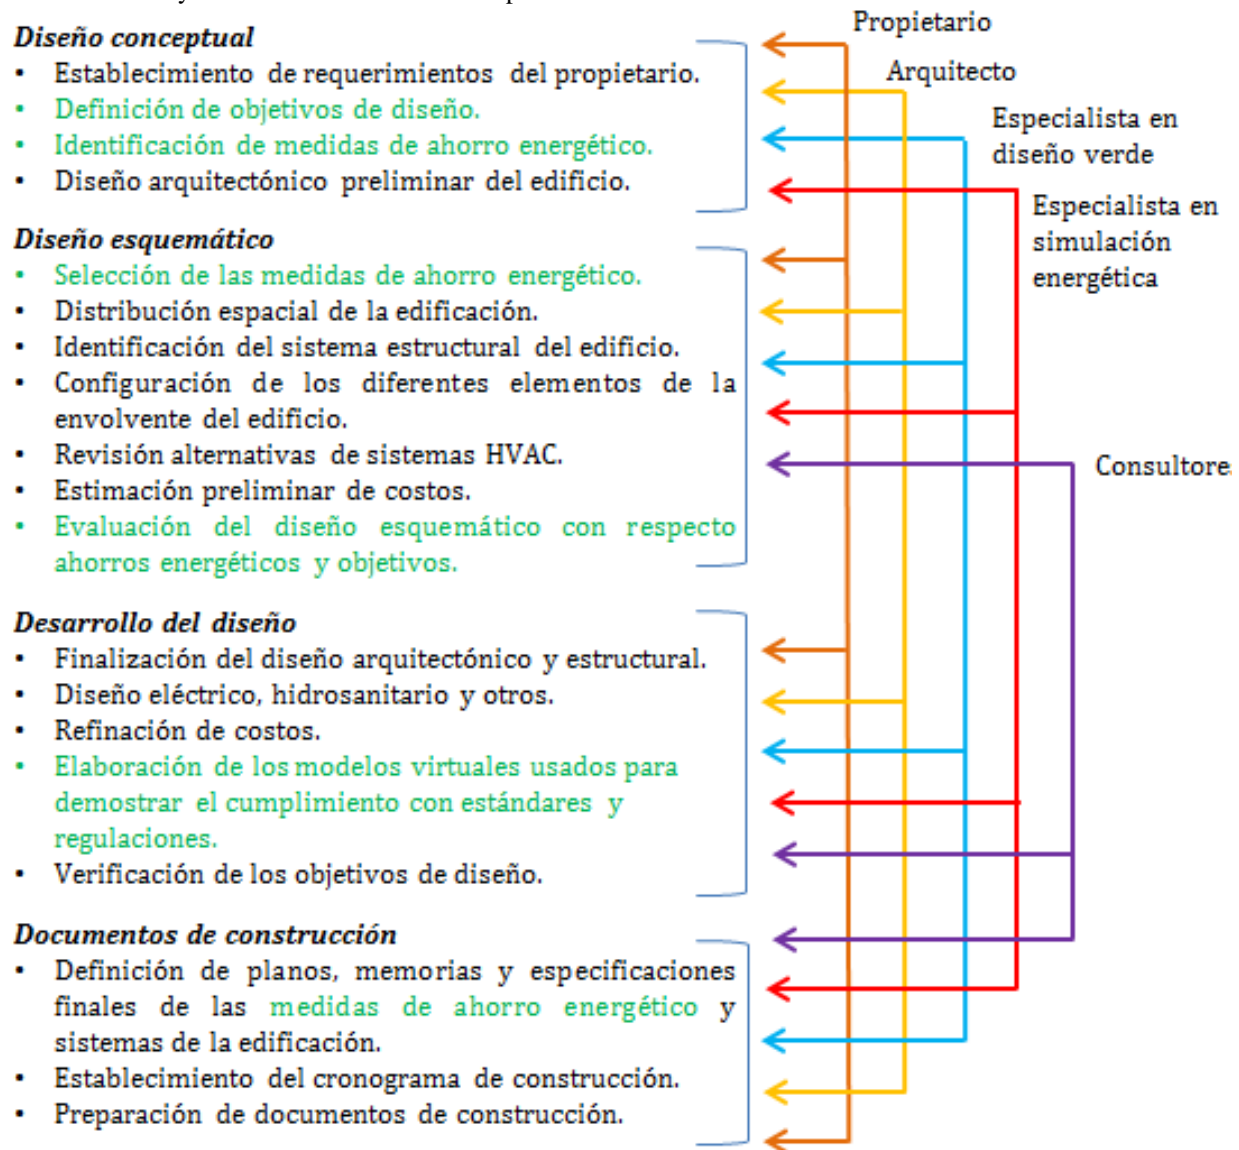 Diseño conceptual
• Establecimiento de requerimientos del propietario.
• Definición de objetivos de diseño.
• Identificación de medidas de ahorro energético.
• Diseño arquitectónico preliminar del edificio.
Diseño esquemático
• Selección de las medidas de ahorro energético.
• Distribución espacial de la edificación.
• Identificación del sistema estructural del edificio.
• Configuración de los diferentes elementos de la
envolvente del edificio.
• Revisión alternativas de sistemas HVAC.
• Estimación preliminar de costos.
• Evaluación del diseño esquemático con respecto
ahorros energéticos y objetivos.
Desarrollo del diseño
• Finalización del diseño arquitectónico y estructural.
• Diseño eléctrico, hidrosanitario y otros.
• Refinación de costos.
• Elaboración de los modelos virtuales usados para
demostrar el cumplimiento con estándares y
regulaciones.
• Verificación de los objetivos de diseño.
Documentos de construcción
• Definición de planos, memorias y especificaciones
finales de las medidas de ahorro energético y
sistemas de la edificación.
• Establecimiento del cronograma de construcción.
• Preparación de documentos de construcción.
Propietario
Arquitecto
Especialista en
diseño verde
Especialista en
simulación
energética
Consultore